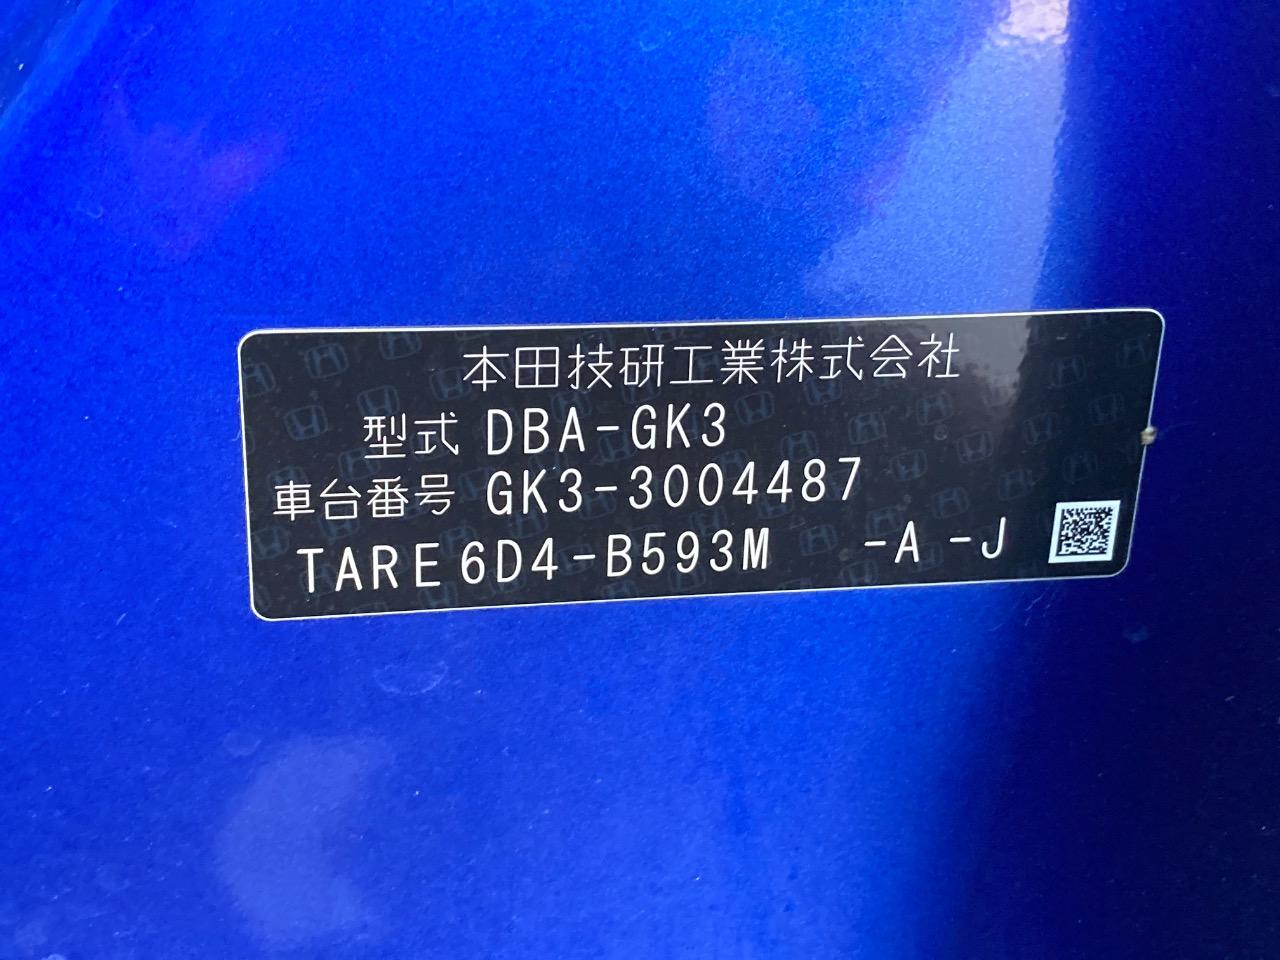 本田技研工業株式会社
型式 DBA-GK3
車台番号 GK3-3004487
TARE 6D4-B593M -A -J